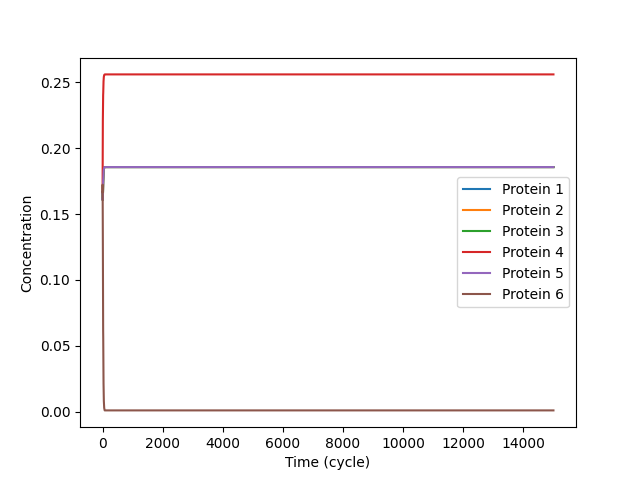 0.25
0.20
0.15
0.10
0.05
0.00
Concentration
Protein 1
Protein 2
Protein 3
Protein 4
Protein 5
Protein 6
0 2000 4000 6000 8000 10000 12000 14000
Time (cycle)